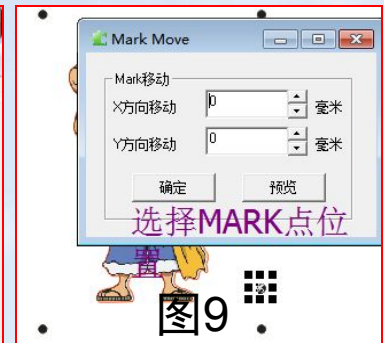 Mark Move
Mark移动
X方向移动 0 毫米
Y方向移动 0 毫米
确定 预览
选择MARK点位
置
图9